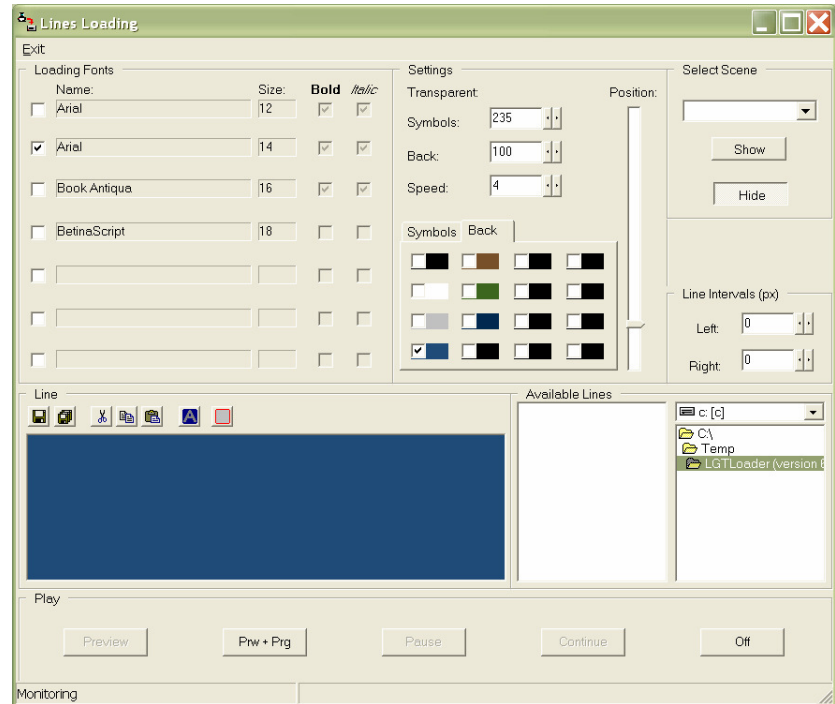 Lines Loading
Exit
Loading Fonts
Name: Size: Bold Italic
Arial 12
Arial 14
Book Antiqua 16
BetinaScript 18
Settings
Transparent:
Symbols: 235
Back: 100
Speed: 4
Position:
Symbols Back
Select Scene
Show
Hide
Line Intervals (px)
Left: 0
Right: 0
Line
A
Available Lines
c: [c]
C:\
Temp
LGTLoader (version 6
Play
Preview Prw + Prg Pause Continue Off
Monitoring